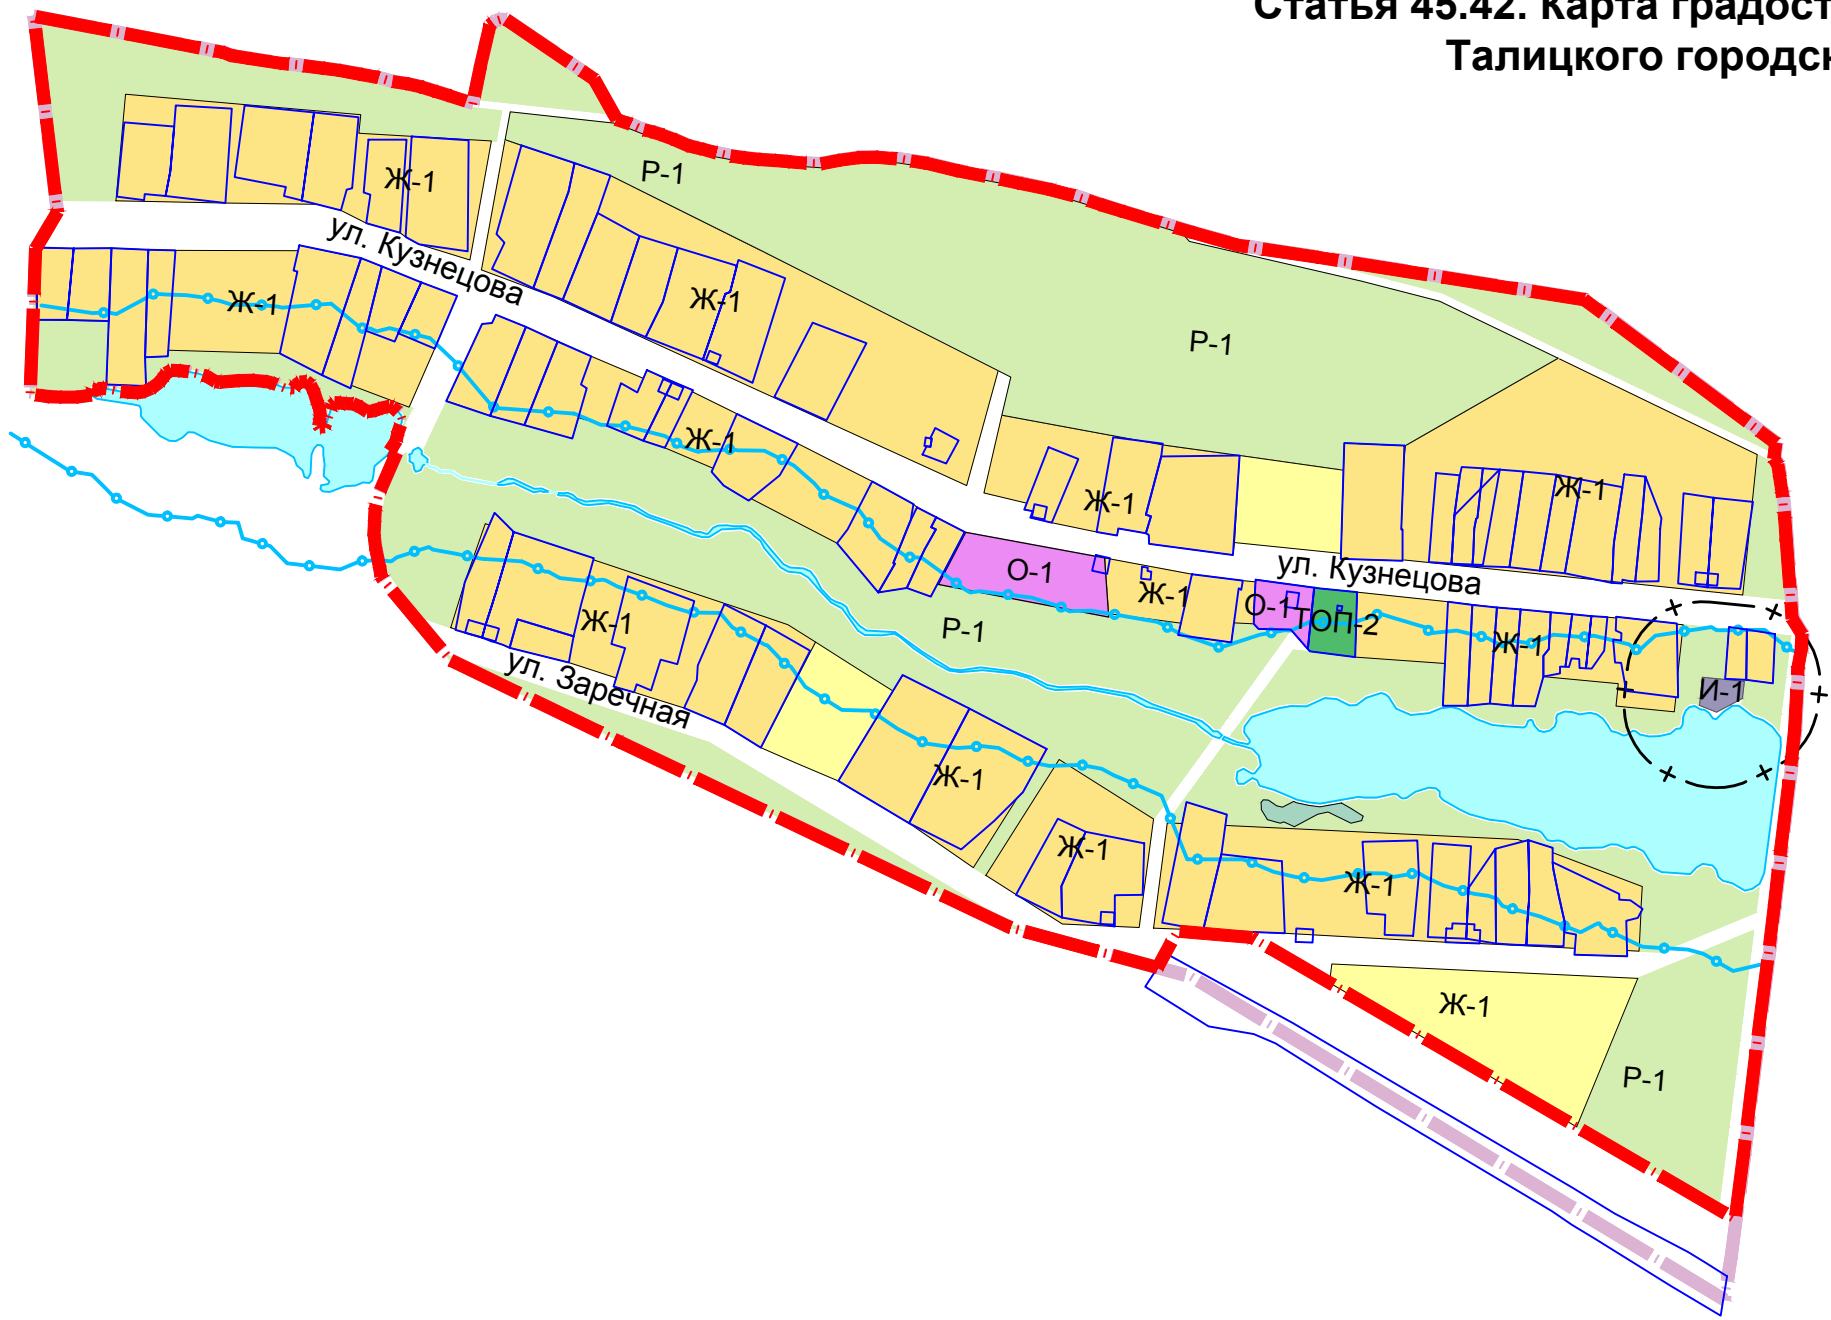 Статья 45.42. Карта градост
Талицкого городск
Р-1
Ж-1
ул. Кузнецова
Ж-1
Ж-1
Р-1
Ж-1
Ж-1
Ж-1
О-1
ул. Кузнецова
Ж-1
О-1
ТОП-2
Р-1
Ж-1
Ж-1
ул. Заречная
И-1
Ж-1
Ж-1
Ж-1
Ж-1
Р-1